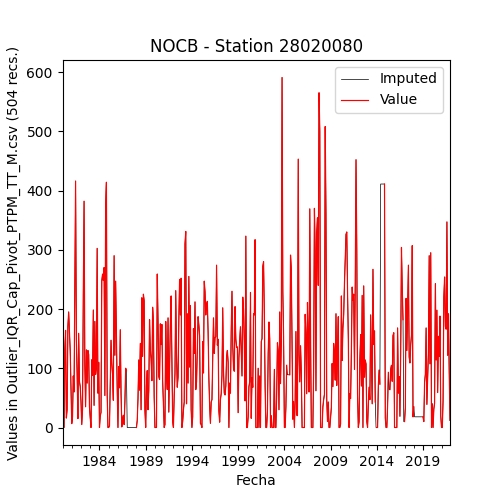 NOCB - Station 28020080
Values in Outlier_IQR_Cap_Pivot_PTPM_TT_M.csv (504 recs.)
600
500
400
300
200
100
0
Imputed
Value
1984 1989 1994 1999 2004 2009 2014 2019
Fecha